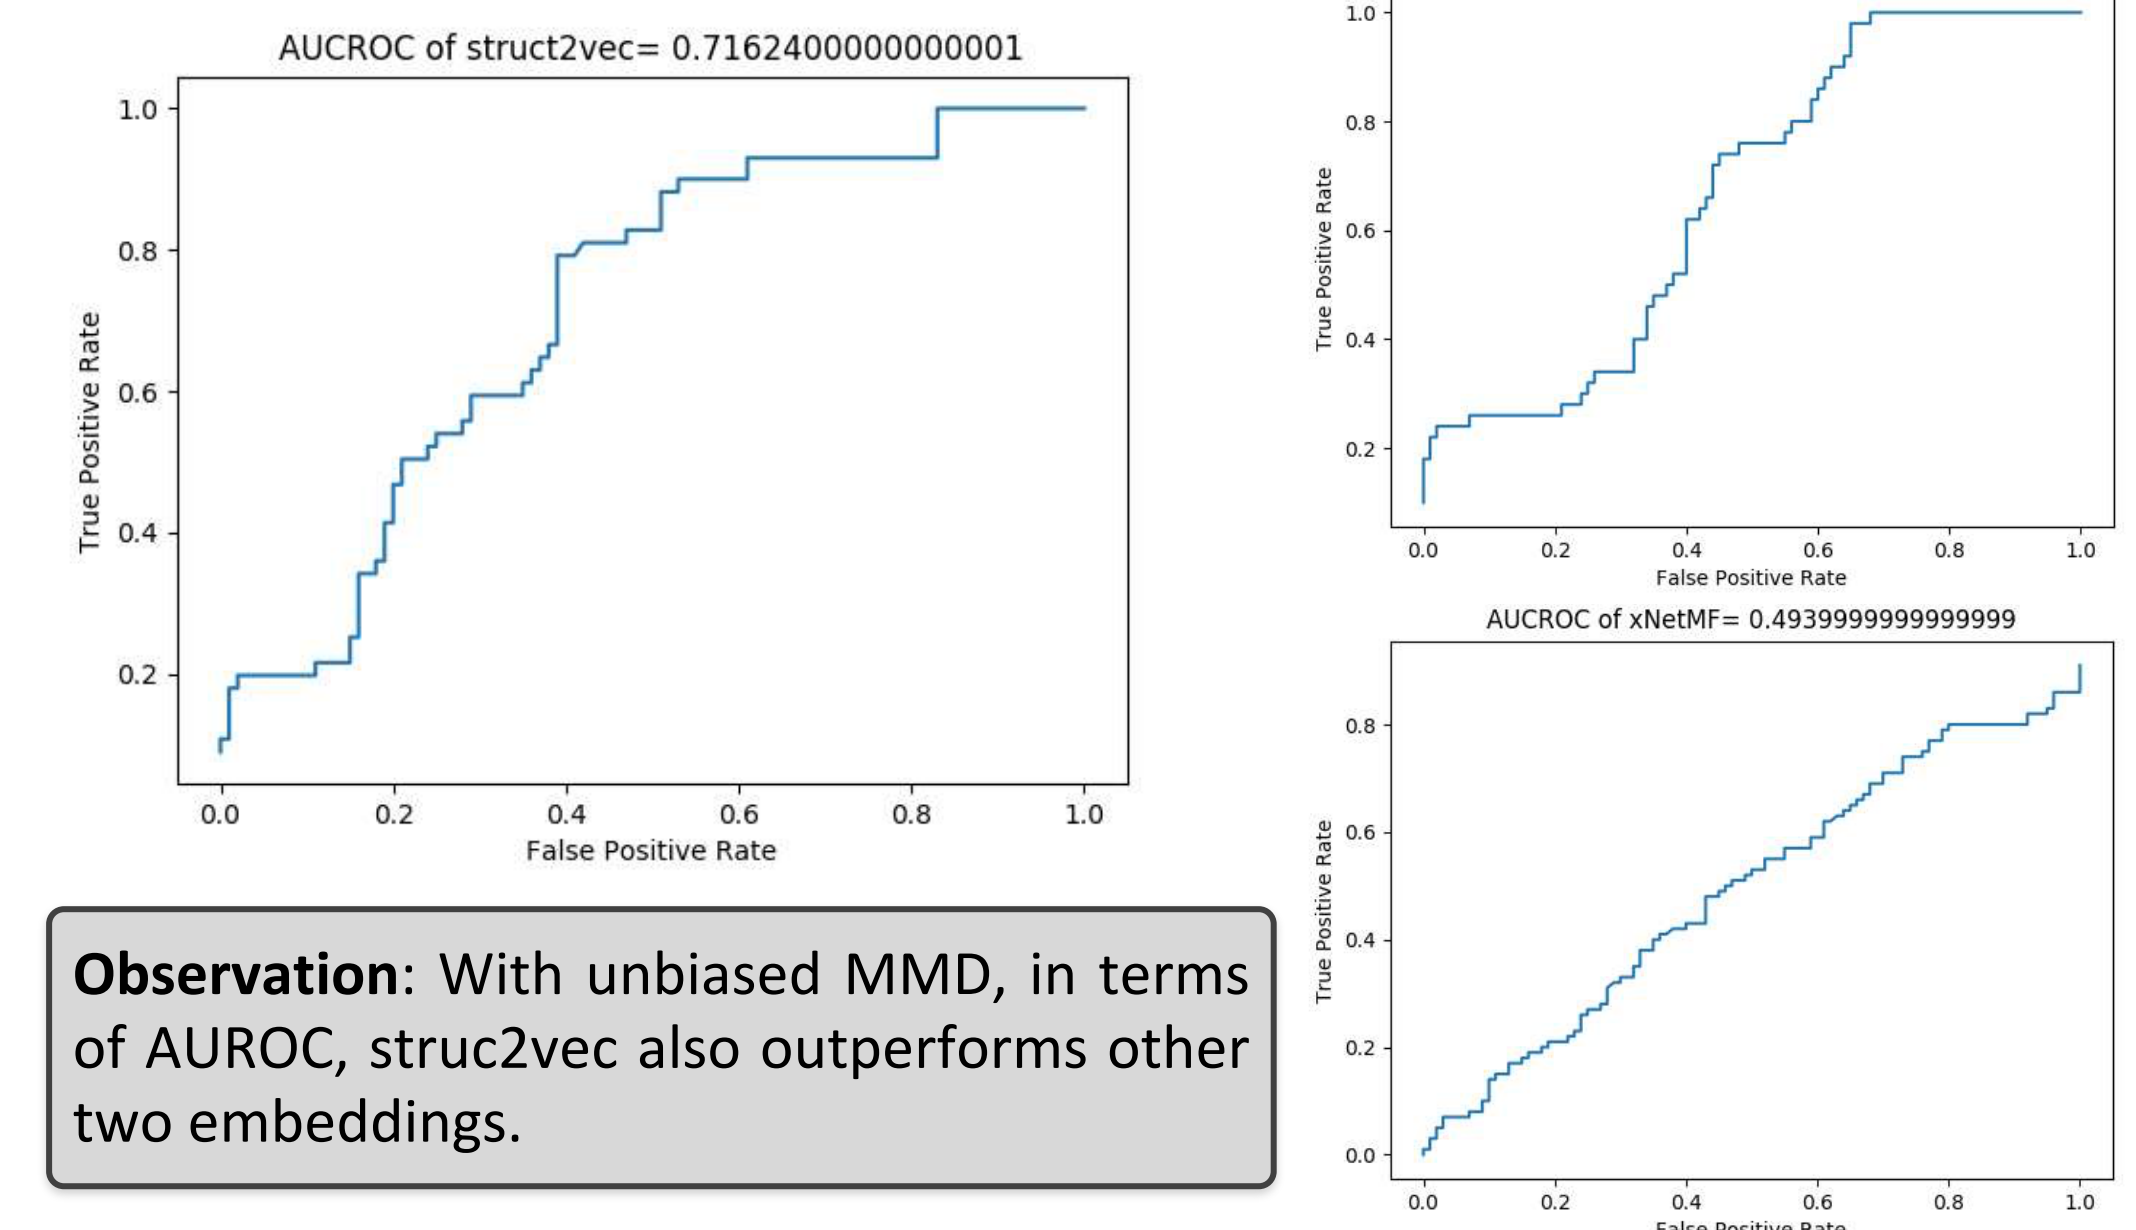 AUCROC of struct2vec= 0.7162400000000001
1.0
0.8
0.6
0.4
0.2
True Positive Rate
0.0 0.2 0.4 0.6 0.8 1.0
False Positive Rate
Observation: With unbiased MMD, in terms
of AUROC, struc2vec also outperforms other
two embeddings.
1.0
0.8
0.6
0.4
0.2
True Positive Rate
0.0 0.2 0.4 0.6 0.8 1.0
False Positive Rate
AUCROC of xNetMF= 0.4939999999999999
0.8
0.6
0.4
0.2
0.0
True Positive Rate
0.0 0.2 0.4 0.6 0.8 1.0
False Positive Rate